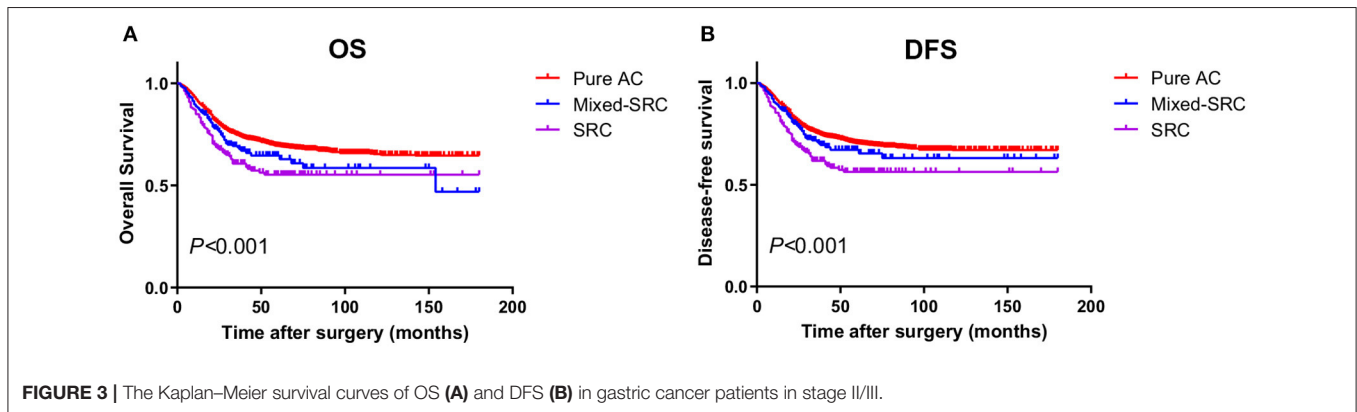 A
OS
Overall Survival
1.0
0.5
0.0
P<0.001
0
50
100
150
200
Time after surgery (months)
Pure AC
Mixed-SRC
SRC
B
DFS
Disease-free survival
1.0
0.5
0.0
P<0.001
0
50
100
150
200
Time after surgery (months)
Pure AC
Mixed-SRC
SRC
FIGURE 3 | The Kaplan–Meier survival curves of OS (A) and DFS (B) in gastric cancer patients in stage II/III.